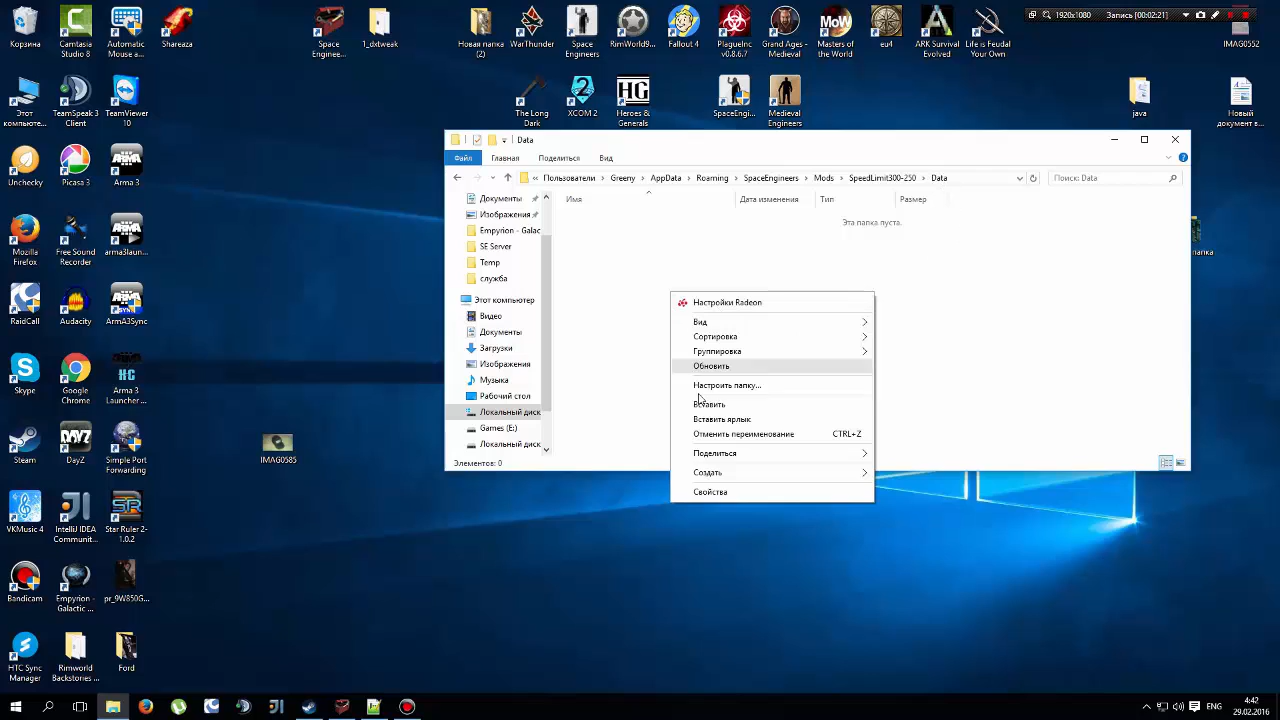 Корзина
Camtasia Studio 8
Automatic Mouse a...
Shareaza
Space Enginee...
1_dxtweak
Новая папка (2)
WarThunder
Space Engineers
RimWorld9...
Fallout 4
PlagueInc v0.8.6.7
Grand Ages - Medieval
MoW
Masters of the World
eu4
ARK Survival Evolved
Life is Feudal Your Own
1920x1
Запись [00:02:2
IMAG0552
Этот компьюте...
TeamSpeak 3 Client
TeamViewer 10
The Long Dark
XCOM 2
HG
Heroes & Generals
SpaceEngi...
Medieval Engineers
java
Новый документ в...
Unchecky
Picasa 3
Arma 3
Mozilla Firefox
Free Sound Recorder
arma3laun...
RaidCall
Audacity
ArmA3Sync
Skype
Google Chrome
Arma 3 Launcher ...
Steam
DayZ
Simple Port Forwarding
IMAG0585
VKMusic 4
IntelliJ IDEA Communit...
Star Ruler 2-1.0.2
Bandicam
Empyrion - Galactic ...
pr_9W850G...
HTC Sync Manager
Rimworld Backstories ...
Ford
папка
Data
Файл
Главная
Поделиться
Вид
« Пользователи > Greeny > AppData > Roaming > SpaceEngineers > Mods > SpeedLimit300-250 > Data
Поиск: Data
Имя
Дата изменения
Тип
Размер
Эта папка пуста.
Документы
Изображения
Empyrion - Galac
SE Server
Temp
служба
Этот компьютер
Видео
Документы
Загрузки
Изображения
Музыка
Рабочий стол
Локальный диск
Games (E:)
Локальный диск
Элементов: 0
Настройки Radeon
Вид
Сортировка
Группировка
Обновить
Настроить папку...
Вставить
Вставить ярлык
Отменить переименование CTRL+Z
Поделиться
Создать
Свойства
ENG
4:42
29.02.2016